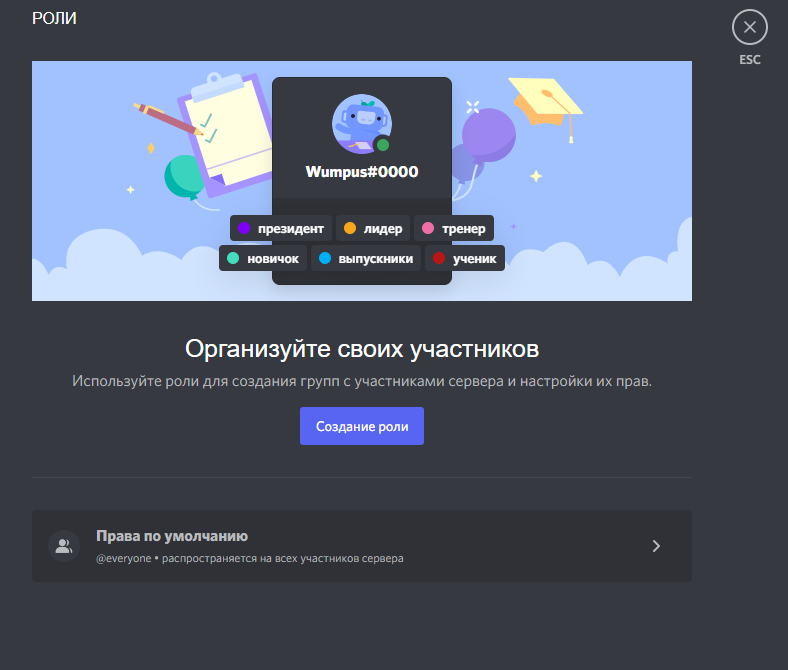 РОЛИ
ESC
Wumpus#0000
президент лидер тренер
новичок выпускники ученик
Организуйте своих участников
Используйте роли для создания групп с участниками сервера и настройки их прав.
Создание роли
Права по умолчанию
@everyone • распространяется на всех участников сервера